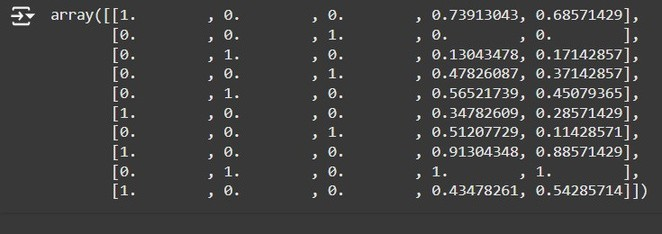 array([[1.        , 0.        , 0.        , 0.73913043, 0.68571429],
       [0.        , 0.        , 1.        , 0.        , 0.        ],
       [0.        , 1.        , 0.        , 0.13043478, 0.17142857],
       [0.        , 0.        , 1.        , 0.47826087, 0.37142857],
       [0.        , 1.        , 0.        , 0.56521739, 0.45079365],
       [1.        , 0.        , 0.        , 0.34782609, 0.28571429],
       [0.        , 0.        , 1.        , 0.51207729, 0.11428571],
       [1.        , 0.        , 0.        , 0.91304348, 0.88571429],
       [0.        , 1.        , 0.        , 1.        , 1.        ],
       [1.        , 0.        , 0.        , 0.43478261, 0.54285714]])